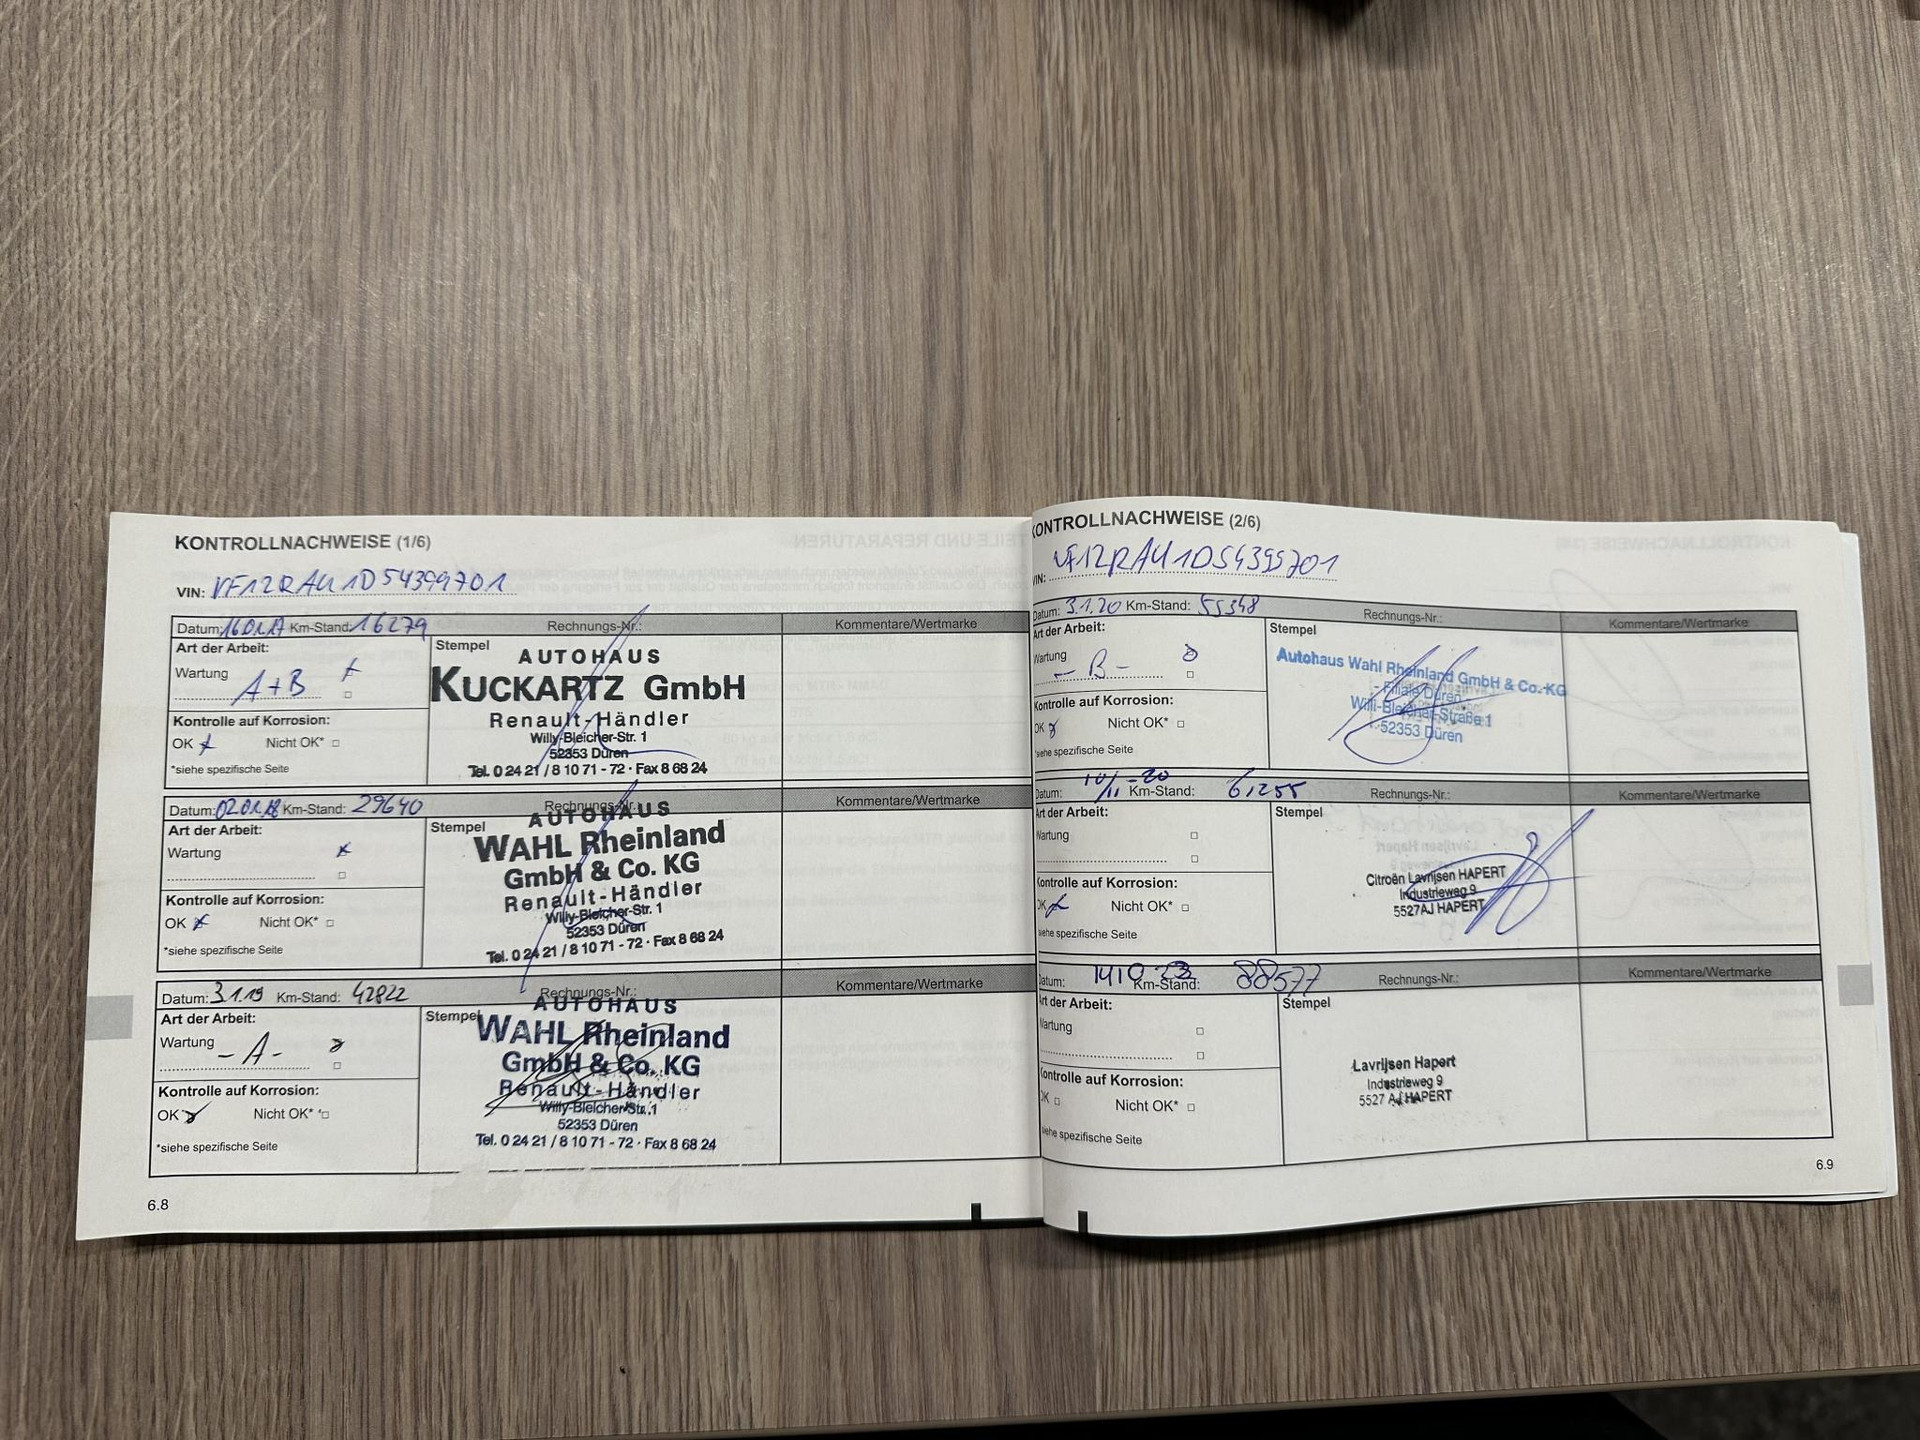 KONTROLLNACHWEISE (1/6)
VIN: VF12RAU1D54399701
Datum: 16.01.17 Km-Stand: 16279 Rechnungs-Nr.: Kommentare/Wertmarke
Art der Arbeit:
Wartung
A+B
Kontrolle auf Korrosion:
OK Nicht OK*
*siehe spezifische Seite
Stempel
AUTOHAUS
KUCKARTZ GmbH
Renault-Händler
Willy-Bleicher-Str. 1
52353 Düren
Tel. 0 24 21 / 8 10 71 - 72 · Fax 8 68 24
Datum: 02.01.18 Km-Stand: 29640 Rechnungs-Nr.: Kommentare/Wertmarke
Art der Arbeit:
Wartung
Kontrolle auf Korrosion:
OK Nicht OK*
*siehe spezifische Seite
Stempel
AUTOHAUS
WAHL Rheinland
GmbH & Co. KG
Renault-Händler
Willy-Bleicher-Str. 1
52353 Düren
Tel. 0 24 21 / 8 10 71 - 72 · Fax 8 68 24
Datum: 3.1.19 Km-Stand: 42822 Rechnungs-Nr.: Kommentare/Wertmarke
Art der Arbeit:
Wartung
-A-
Kontrolle auf Korrosion:
OK Nicht OK*
*siehe spezifische Seite
Stempel
AUTOHAUS
WAHL Rheinland
GmbH & Co. KG
Renault-Händler
Willy-Bleicher-Str. 1
52353 Düren
Tel. 0 24 21 / 8 10 71 - 72 · Fax 8 68 24
6.8
KONTROLLNACHWEISE (2/6)
VIN: VF12RAU1D54399701
Datum: 3.1.20 Km-Stand: 55348 Rechnungs-Nr.: Kommentare/Wertmarke
Art der Arbeit:
Wartung
-B-
Kontrolle auf Korrosion:
OK Nicht OK*
*siehe spezifische Seite
Stempel
Autohaus Wahl Rheinland GmbH & Co. KG
- Filiale Düren -
Willi-Bleicher-Straße 1
52353 Düren
Datum: 10/11-20 Km-Stand: 61255 Rechnungs-Nr.: Kommentare/Wertmarke
Art der Arbeit:
Wartung
Kontrolle auf Korrosion:
OK Nicht OK*
*siehe spezifische Seite
Stempel
Citroën Lavrijsen HAPERT
Industrieweg 9
5527AJ HAPERT
Datum: Km-Stand: 88577 Rechnungs-Nr.: Kommentare/Wertmarke
Art der Arbeit:
Wartung
Kontrolle auf Korrosion:
OK Nicht OK*
*siehe spezifische Seite
Stempel
Lavrijsen Hapert
Industrieweg 9
5527 AJ HAPERT
6.9